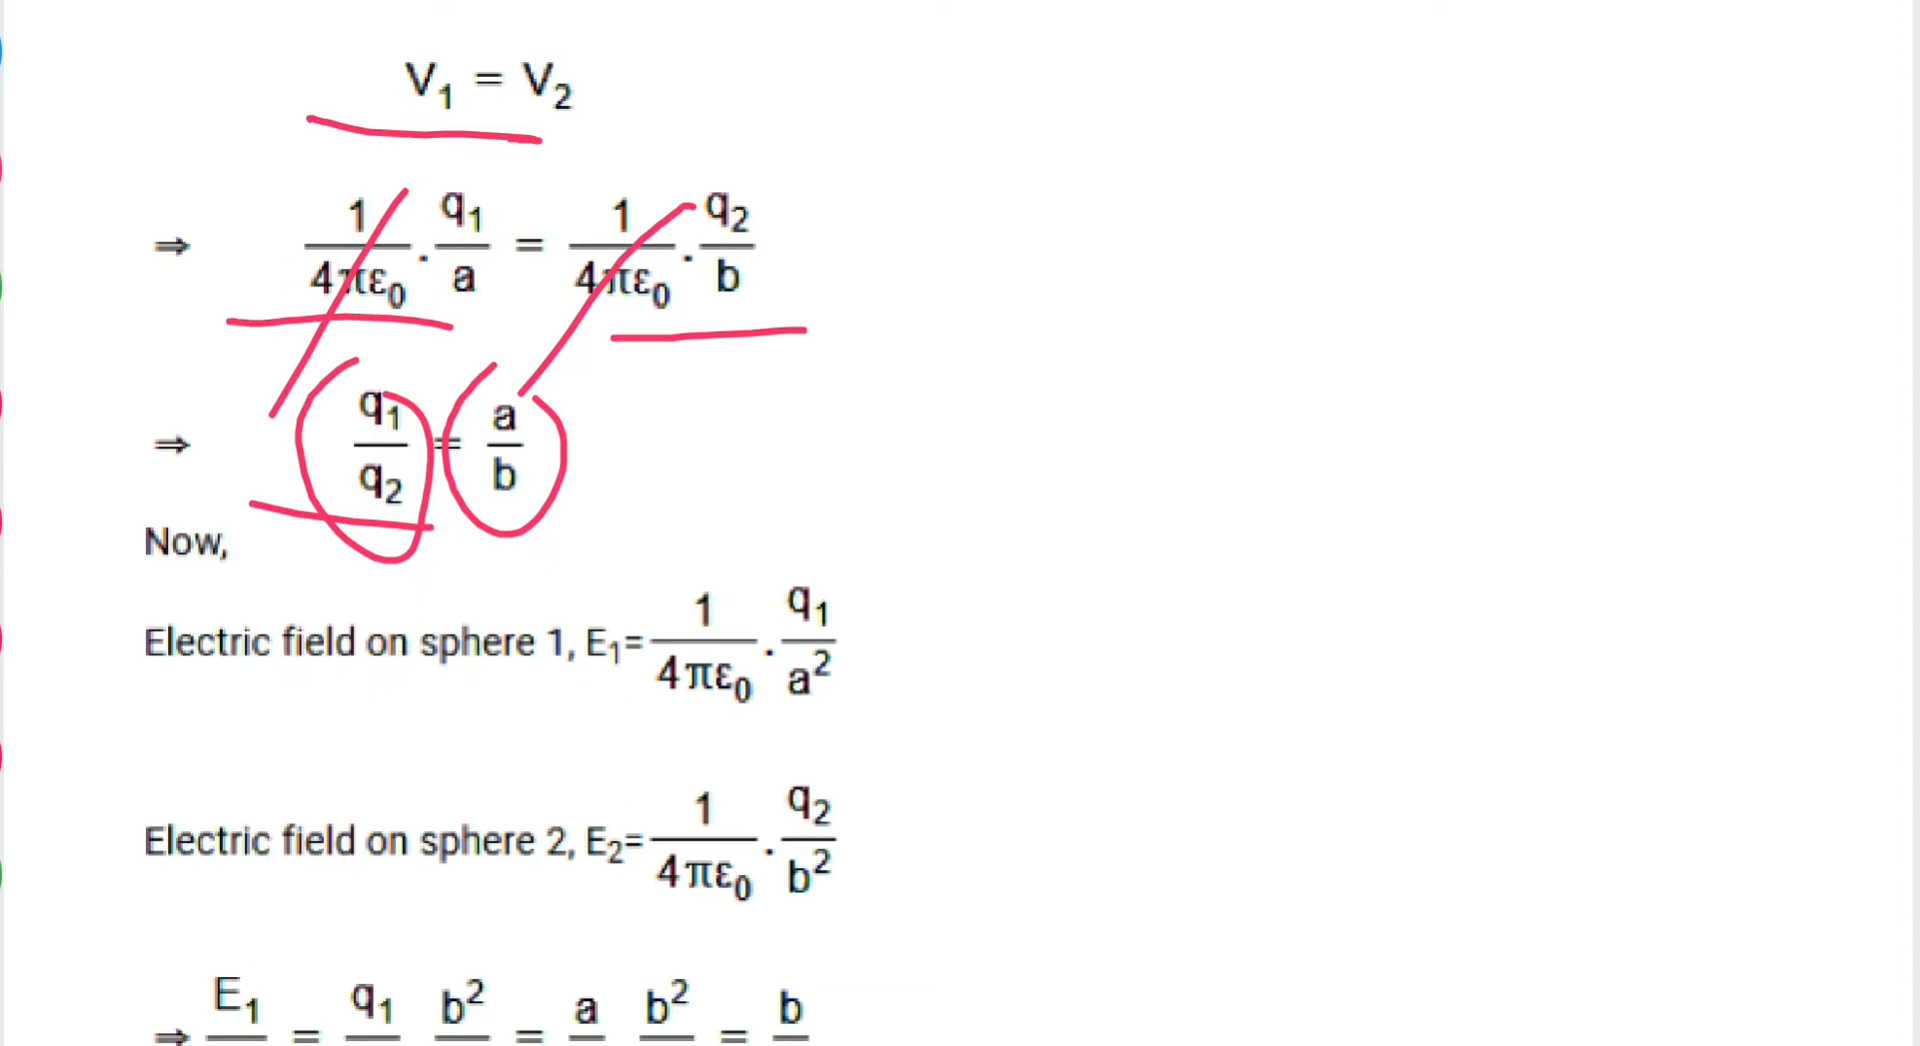 V₁ = V₂
⇒ 1/4πε₀ . q₁/a = 1/4πε₀ . q₂/b
⇒ q₁/q₂ = a/b
Now,
Electric field on sphere 1, E₁= 1/4πε₀ . q₁/a²
Electric field on sphere 2, E₂= 1/4πε₀ . q₂/b²
⇒ E₁ = q₁ b² = a b² = b